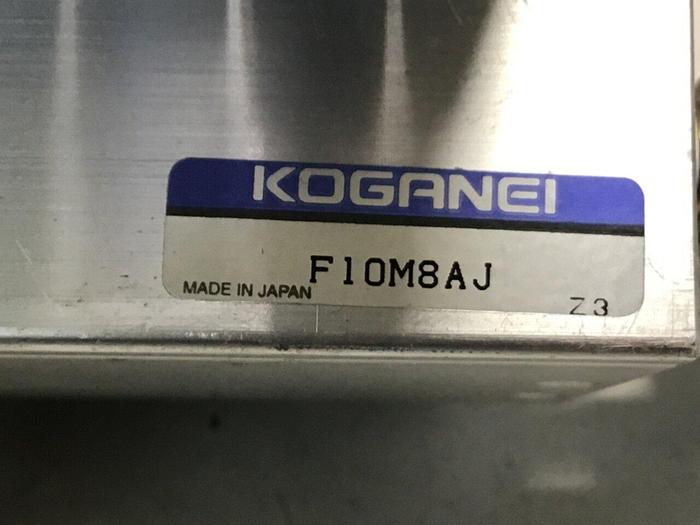 KOGANEI
F10M8AJ
MADE IN JAPAN
Z3